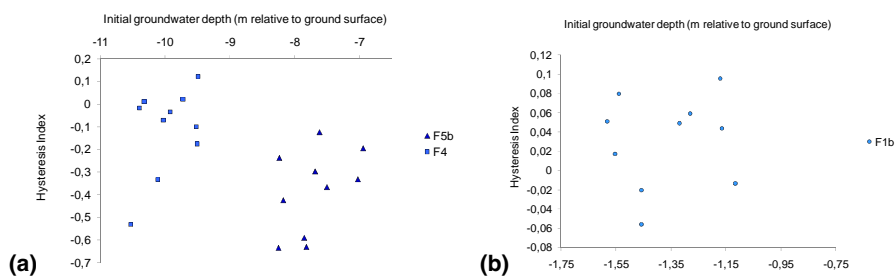 Initial groundwater depth (m relative to ground surface)
-11 -10 -9 -8 -7
0,2
0,1
0
-0,1
-0,2
-0,3
-0,4
-0,5
-0,6
-0,7
Hysteresis Index
F5b
F4
(a)
Initial groundwater depth (m relative to ground surface)
0,12
0,1
0,08
0,06
0,04
0,02
0
-0,02
-0,04
-0,06
-0,08
Hysteresis Index
F1b
-1,75 -1,55 -1,35 -1,15 -0,95 -0,75
(b)